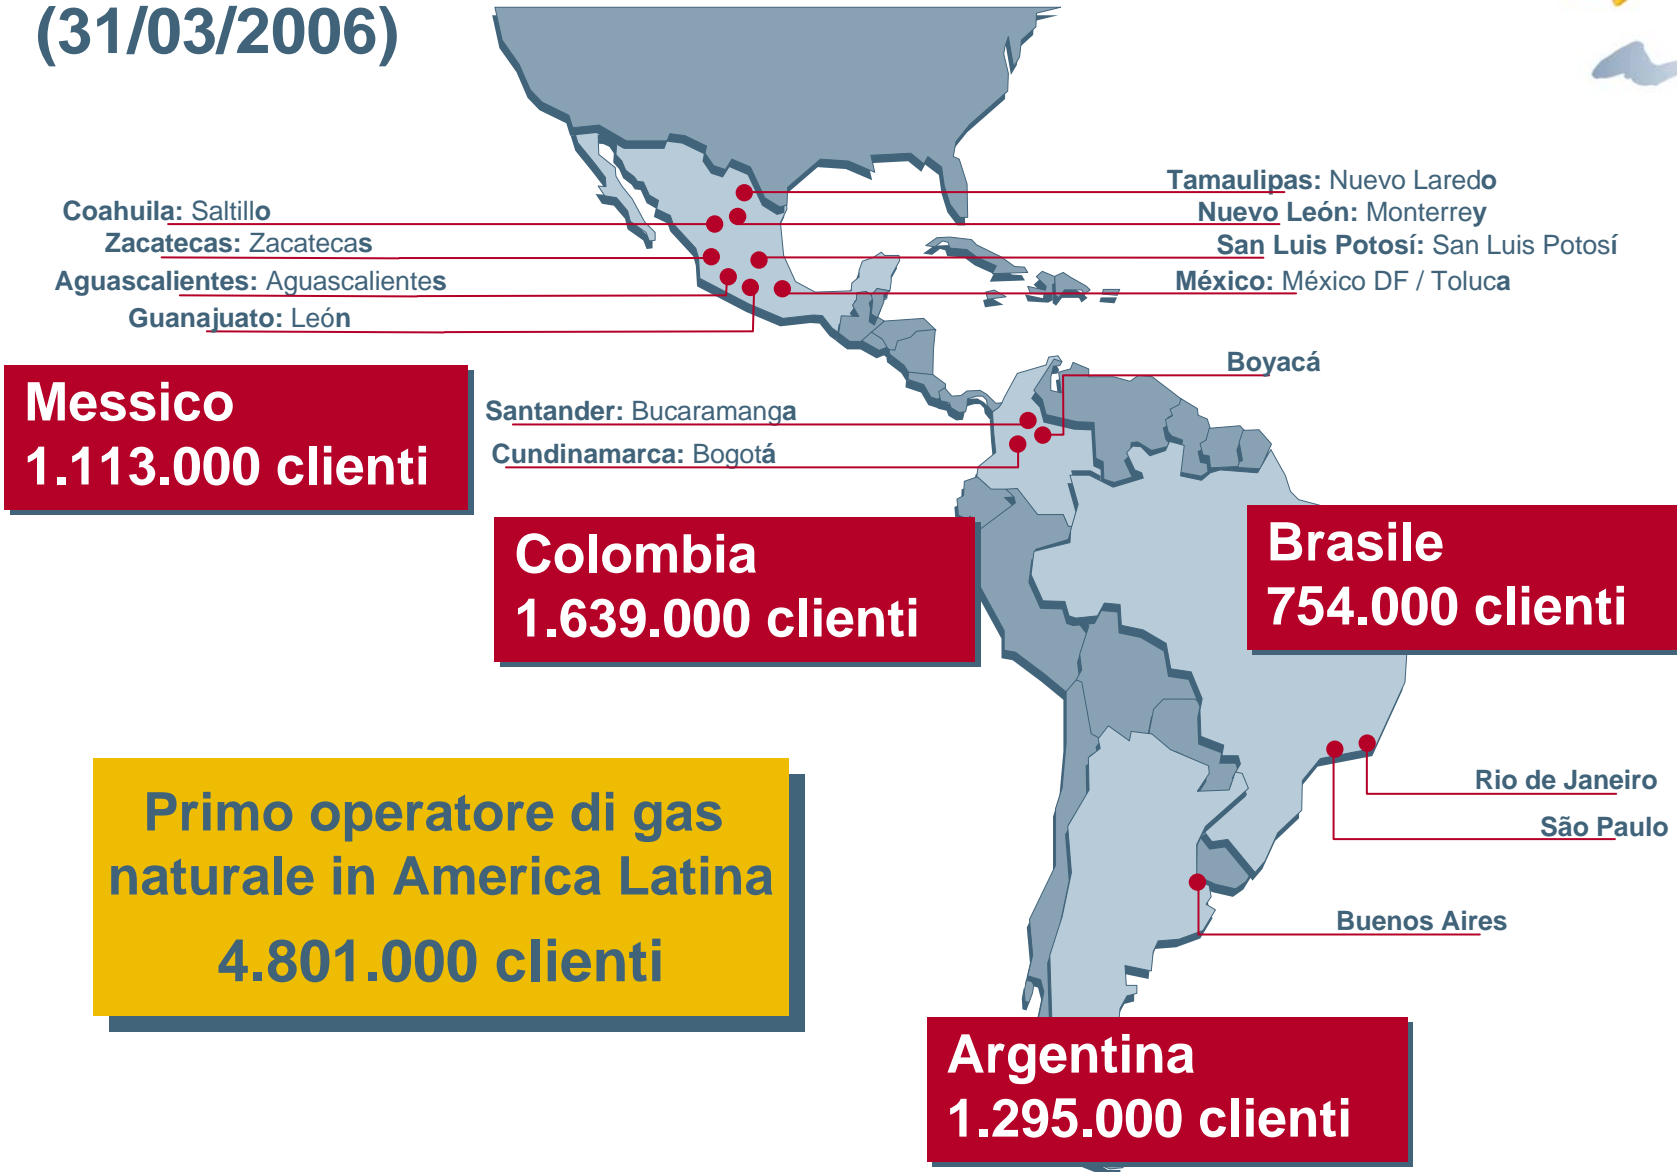 (31/03/2006)
Coahuila: Saltillo
Zacatecas: Zacatecas
Aguascalientes: Aguascalientes
Guanajuato: León
Tamaulipas: Nuevo Laredo
Nuevo León: Monterrey
San Luis Potosí: San Luis Potosí
México: México DF / Toluca
Messico
1.113.000 clienti
Boyacá
Santander: Bucaramanga
Cundinamarca: Bogotá
Colombia
1.639.000 clienti
Brasile
754.000 clienti
Rio de Janeiro
São Paulo
Buenos Aires
Primo operatore di gas
naturale in America Latina
4.801.000 clienti
Argentina
1.295.000 clienti